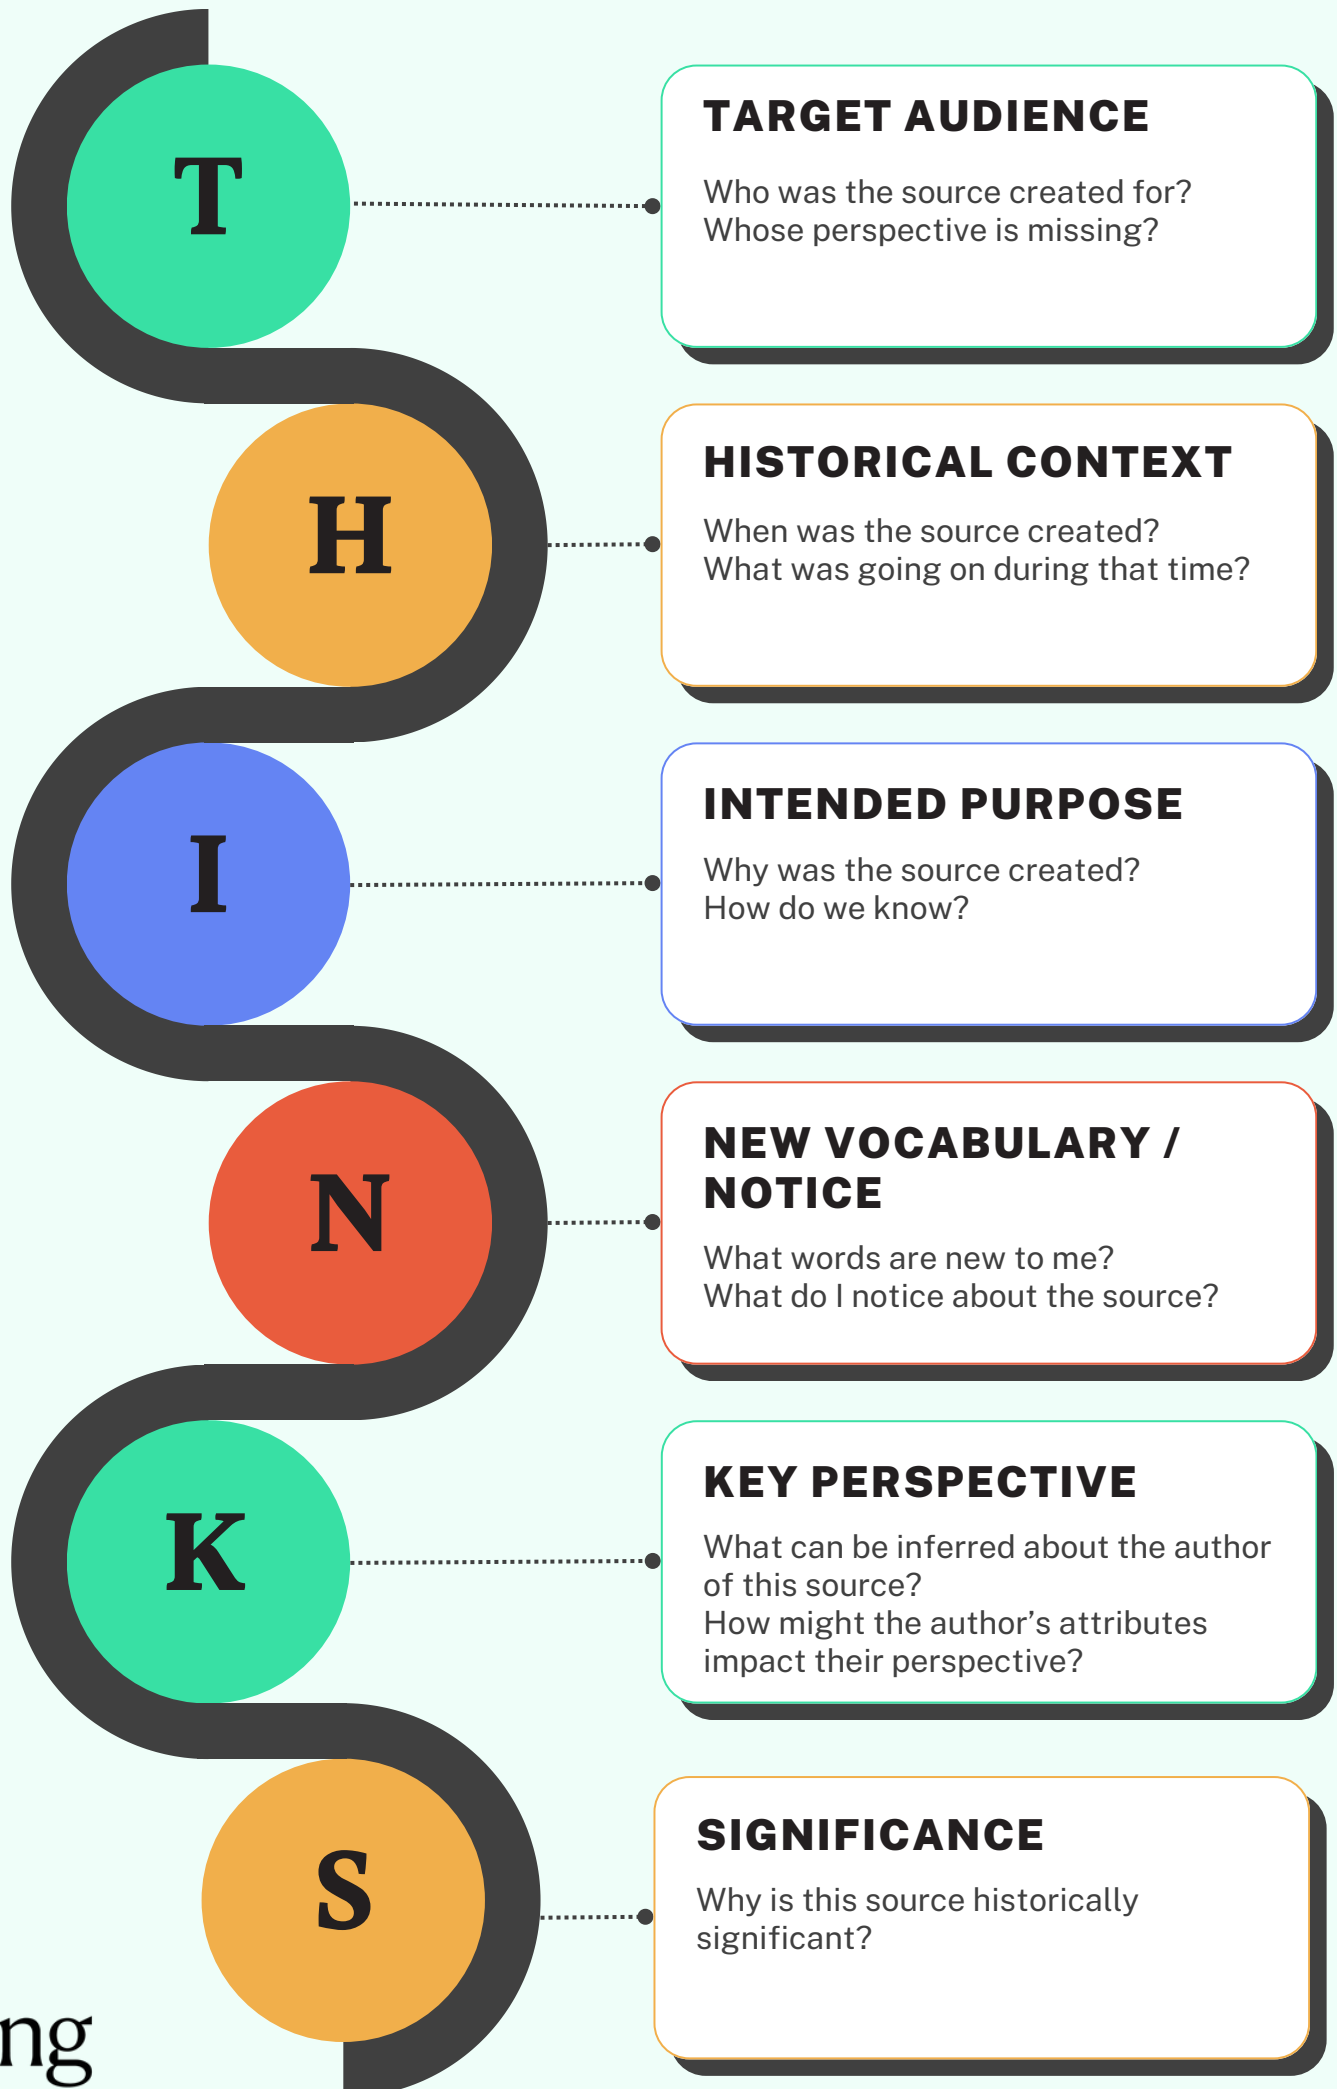 T
TARGET AUDIENCE
Who was the source created for?
Whose perspective is missing?
H
HISTORICAL CONTEXT
When was the source created?
What was going on during that time?
I
INTENDED PURPOSE
Why was the source created?
How do we know?
N
NEW VOCABULARY /
NOTICE
What words are new to me?
What do I notice about the source?
K
KEY PERSPECTIVE
What can be inferred about the author
of this source?
How might the author’s attributes
impact their perspective?
S
SIGNIFICANCE
Why is this source historically
significant?
ng